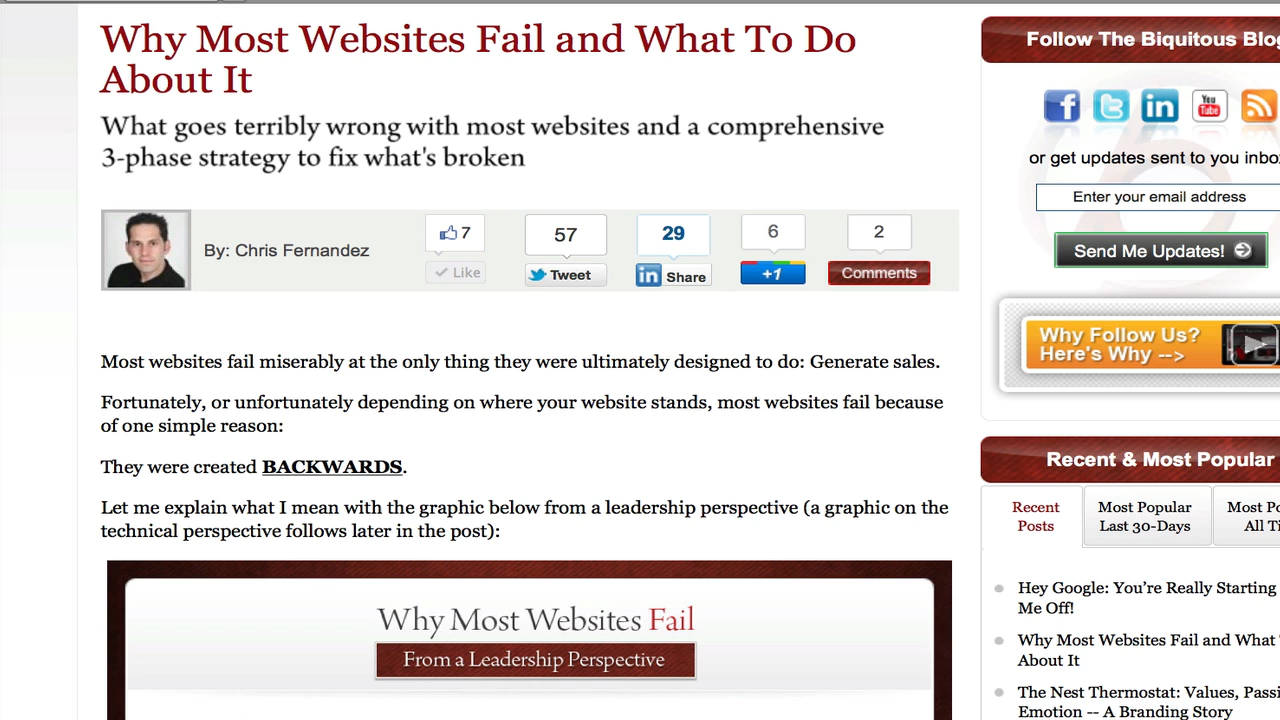 Why Most Websites Fail and What To Do
About It
What goes terribly wrong with most websites and a comprehensive
3-phase strategy to fix what's broken
By: Chris Fernandez
7
Like
57
Tweet
29
in Share
6
+1
2
Comments
Most websites fail miserably at the only thing they were ultimately designed to do: Generate sales.
Fortunately, or unfortunately depending on where your website stands, most websites fail because
of one simple reason:
They were created BACKWARDS.
Let me explain what I mean with the graphic below from a leadership perspective (a graphic on the
technical perspective follows later in the post):
Why Most Websites Fail
From a Leadership Perspective
Follow The Biquitous Blog
f t in You Tube
or get updates sent to you inbox
Enter your email address
Send Me Updates!
Why Follow Us?
Here's Why -->
Recent & Most Popular
Recent
Posts
Most Popular
Last 30-Days
Most Po
All Ti
Hey Google: You're Really Starting
Me Off!
Why Most Websites Fail and What
About It
The Nest Thermostat: Values, Passi
Emotion -- A Branding Story